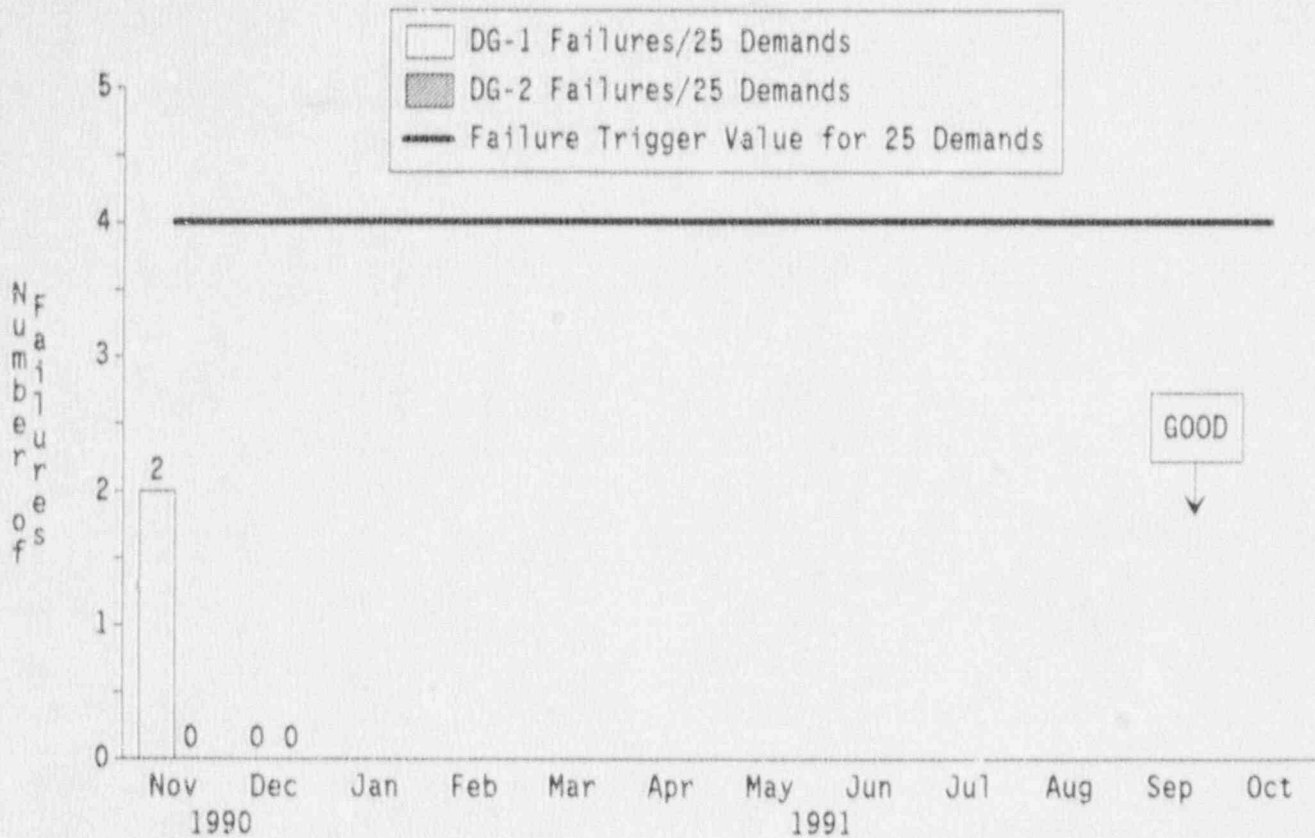 DG-1 Failures/25 Demands
DG-2 Failures/25 Demands
Failure Trigger Value for 25 Demands
5
4
3
2
1
0
Number of
Failures
2
0
0 0
GOOD
Nov Dec Jan Feb Mar Apr May Jun Jul Aug Sep Oct
1990 1991